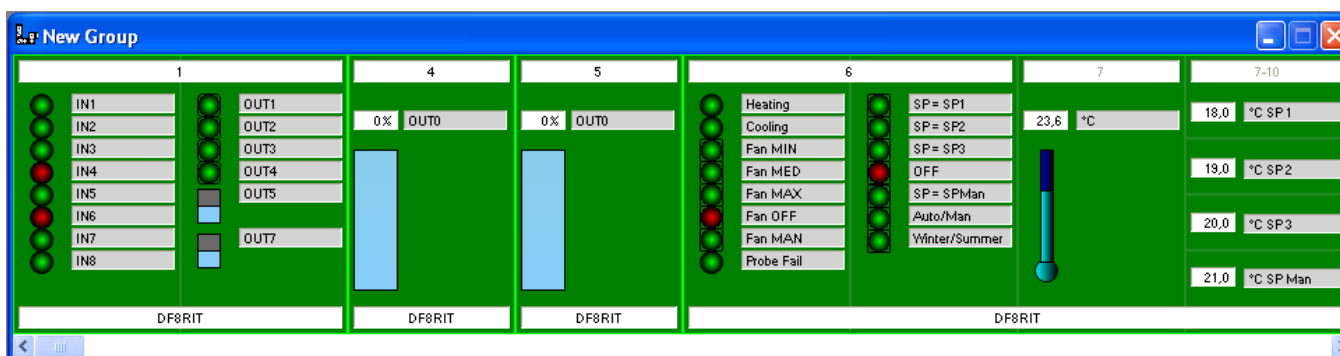 New Group
1
4
5
6
7
7-10
IN1
IN2
IN3
IN4
IN5
IN6
IN7
IN8
OUT1
OUT2
OUT3
OUT4
OUT5
OUT7
0% OUT0
0% OUT0
Heating
Cooling
Fan MIN
Fan MED
Fan MAX
Fan OFF
Fan MAN
Probe Fail
SP= SP1
SP= SP2
SP= SP3
OFF
SP= SPMan
Auto/Man
Winter/Summer
23,6 °C
18,0 °C SP1
19,0 °C SP2
20,0 °C SP3
21,0 °C SP Man
DF8RIT
DF8RIT
DF8RIT
DF8RIT